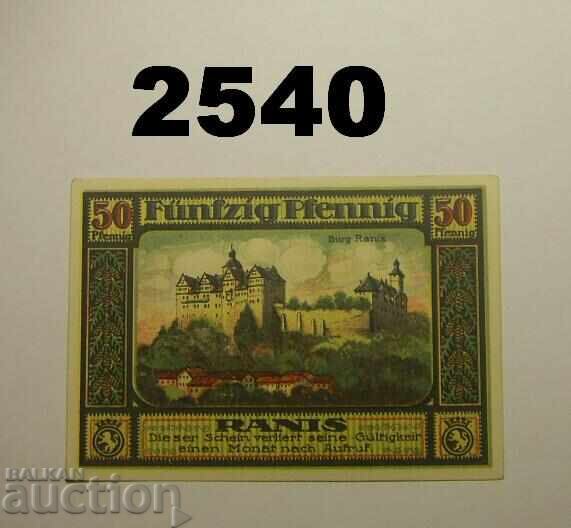 2540
50 Fünfzig Pfennig 50
Pfennig Pfennig
Burg Ranis
RANIS
Dieser Schein verliert seine Gültigkeit
einen Monat nach Aufruf.
BALKAN
auction